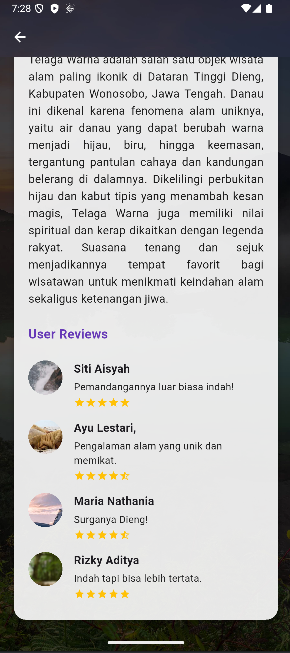 7:28
Telaga Warna adalah salah satu objek wisata
alam paling ikonik di Dataran Tinggi Dieng,
Kabupaten Wonosobo, Jawa Tengah. Danau
ini dikenal karena fenomena alam uniknya,
yaitu air danau yang dapat berubah warna
menjadi hijau, biru, hingga keemasan,
tergantung pantulan cahaya dan kandungan
belerang di dalamnya. Dikelilingi perbukitan
hijau dan kabut tipis yang menambah kesan
magis, Telaga Warna juga memiliki nilai
spiritual dan kerap dikaitkan dengan legenda
rakyat. Suasana tenang dan sejuk
menjadikannya tempat favorit bagi
wisatawan untuk menikmati keindahan alam
sekaligus ketenangan jiwa.
User Reviews
Siti Aisyah
Pemandangannya luar biasa indah!
Ayu Lestari,
Pengalaman alam yang unik dan
memikat.
Maria Nathania
Surganya Dieng!
Rizky Aditya
Indah tapi bisa lebih tertata.